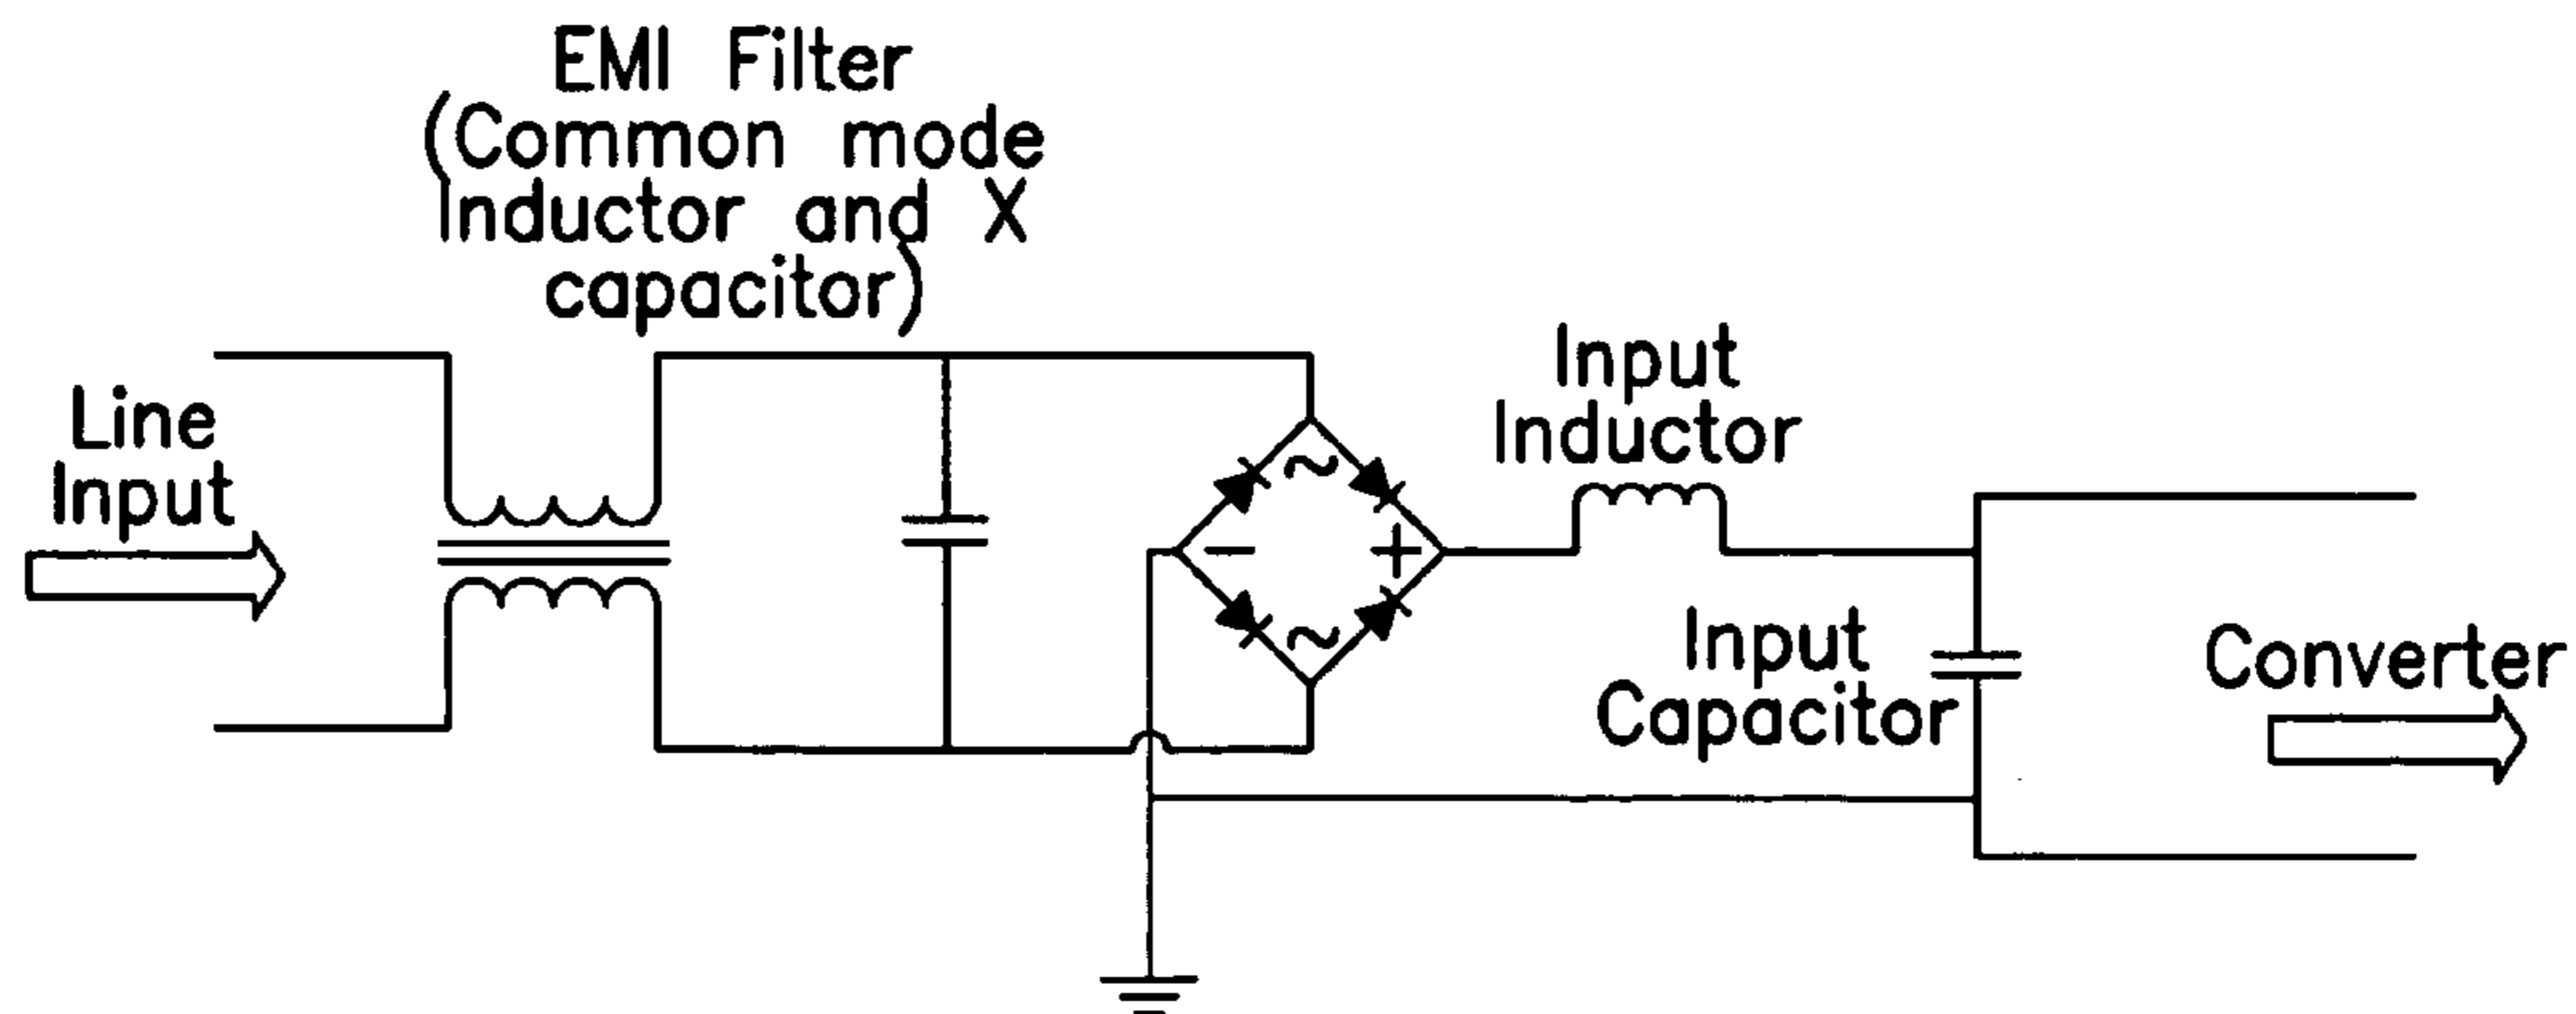 EMI Filter
(Common mode
Inductor and X
capacitor)
Line
Input
~
Input
Inductor
− +
~
Input
Capacitor
Converter